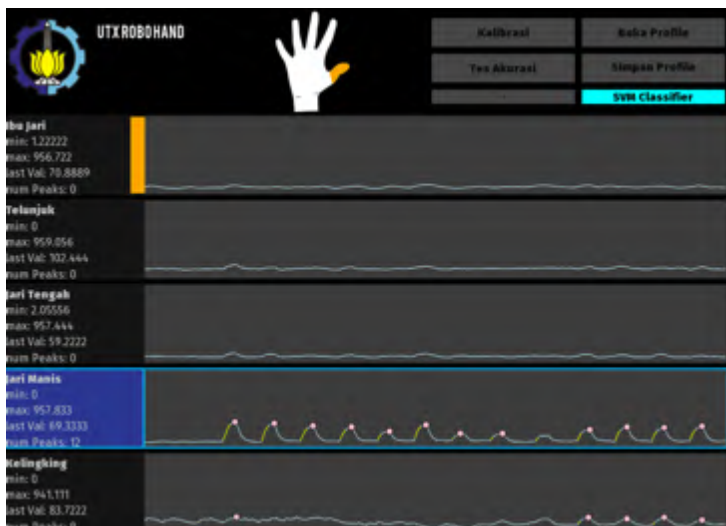 UTX ROBOHAND
Kalibrasi
Buka Profile
Tes Akurasi
Simpan Profile
-
SVM Classifier
Ibu Jari
min: 1.22222
max: 956.722
last Val: 70.8889
num Peaks: 0
Telunjuk
min: 0
max: 959.056
last Val: 102.444
num Peaks: 0
Jari Tengah
min: 2.05556
max: 957.444
last Val: 59.2222
num Peaks: 0
Jari Manis
min: 0
max: 957.833
last Val: 69.3333
num Peaks: 12
Kelingking
min: 0
max: 941.111
last Val: 83.7222